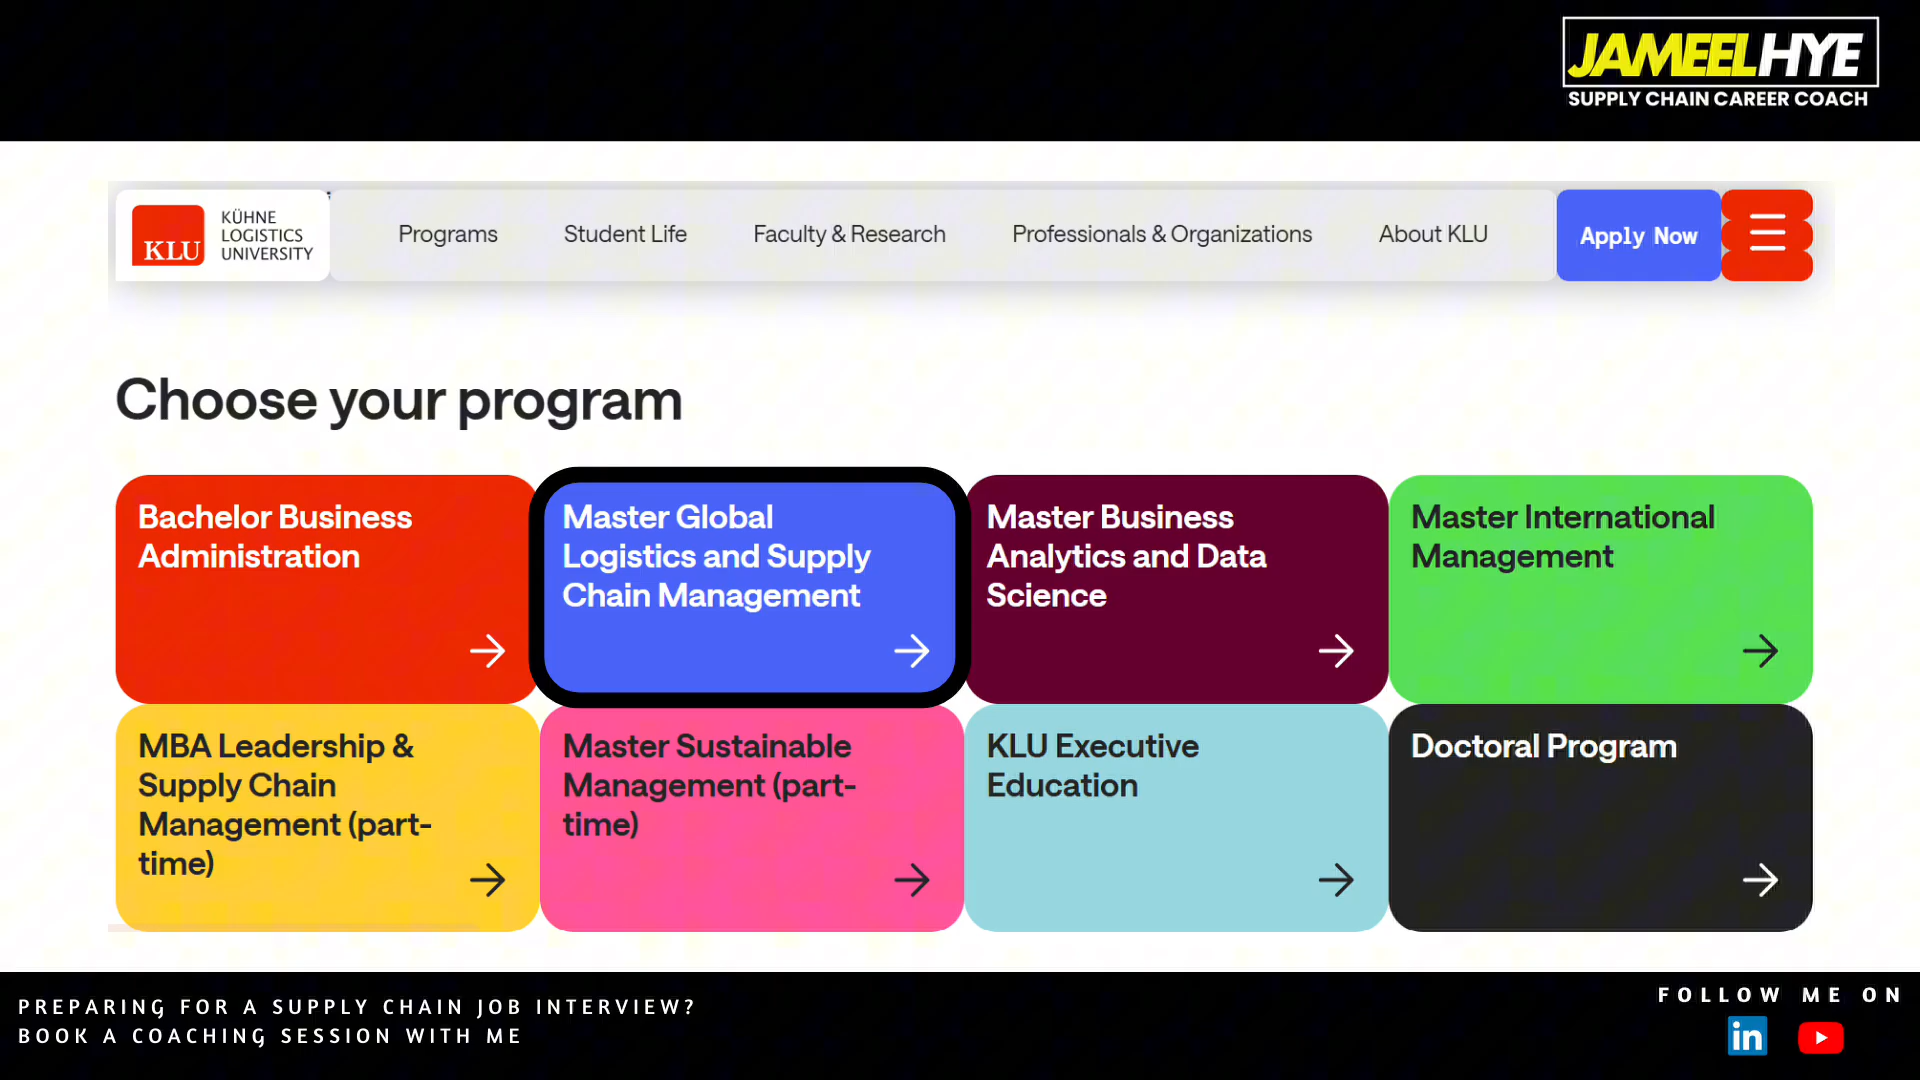 JAMEELHYE
SUPPLY CHAIN CAREER COACH
KLU
KÜHNE
LOGISTICS
UNIVERSITY
Programs
Student Life
Faculty & Research
Professionals & Organizations
About KLU
Apply Now
Choose your program
Bachelor Business
Administration
Master Global
Logistics and Supply
Chain Management
Master Business
Analytics and Data
Science
Master International
Management
MBA Leadership &
Supply Chain
Management (part-
time)
Master Sustainable
Management (part-
time)
KLU Executive
Education
Doctoral Program
PREPARING FOR A SUPPLY CHAIN JOB INTERVIEW?
BOOK A COACHING SESSION WITH ME
FOLLOW ME ON
in